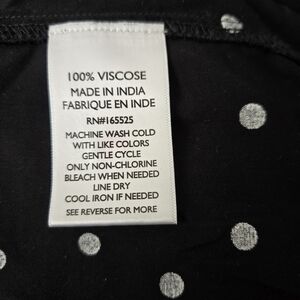 100% VISCOSE
MADE IN INDIA
FABRIQUE EN INDE
RN#165525
MACHINE WASH COLD
WITH LIKE COLORS
GENTLE CYCLE
ONLY NON-CHLORINE
BLEACH WHEN NEEDED
LINE DRY
COOL IRON IF NEEDED
SEE REVERSE FOR MORE